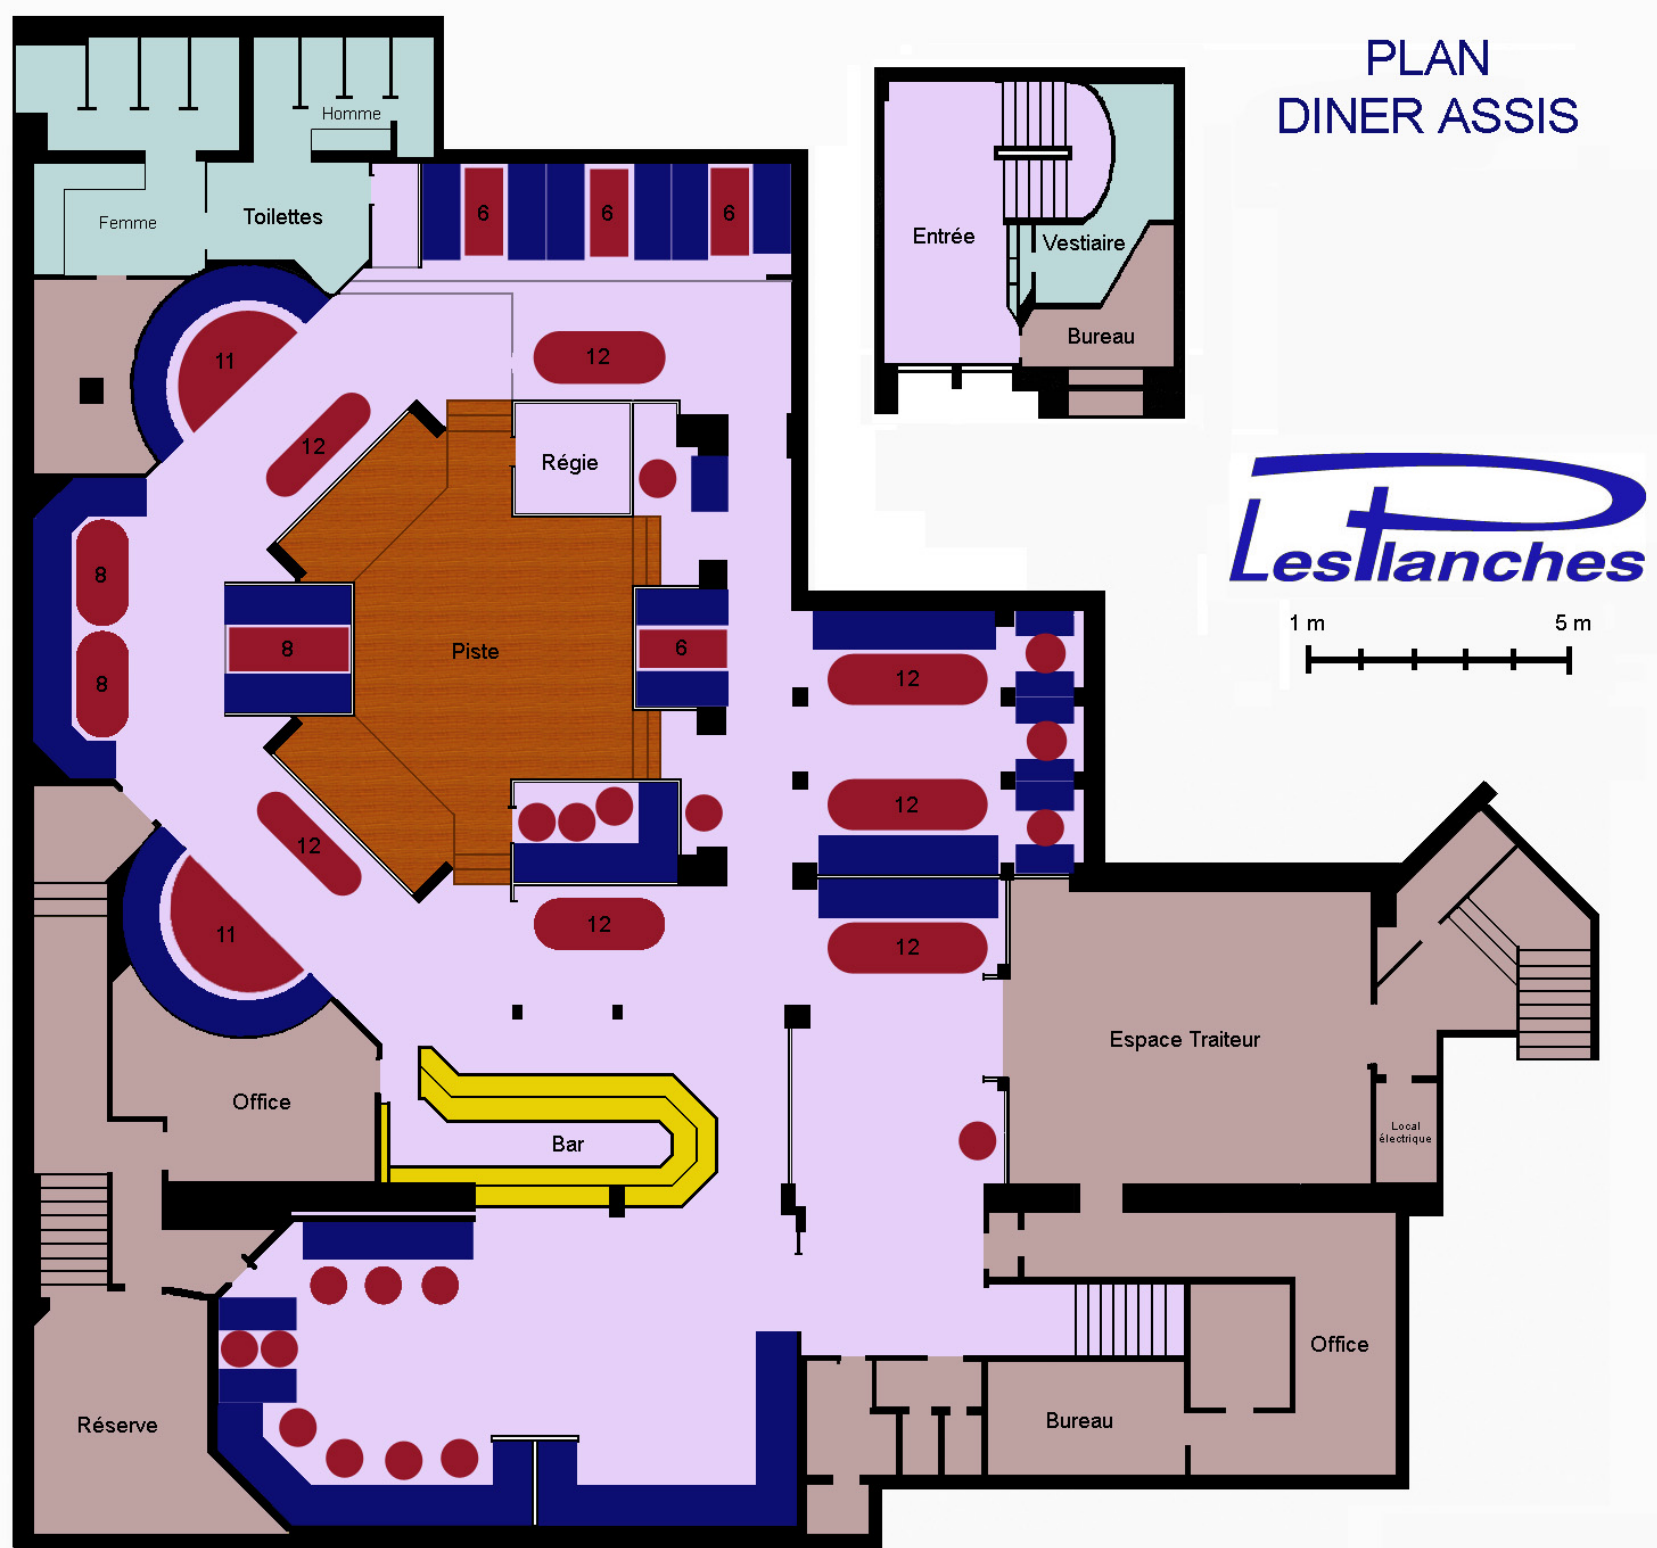 PLAN
DINER ASSIS
Homme
Femme
Toilettes
6
6
6
Entrée
Vestiaire
Bureau
11
12
12
Régie
Les Planches
8
8
8
Piste
6
12
1 m
5 m
12
12
11
12
12
Espace Traiteur
Office
Bar
Local
électrique
Réserve
Bureau
Office